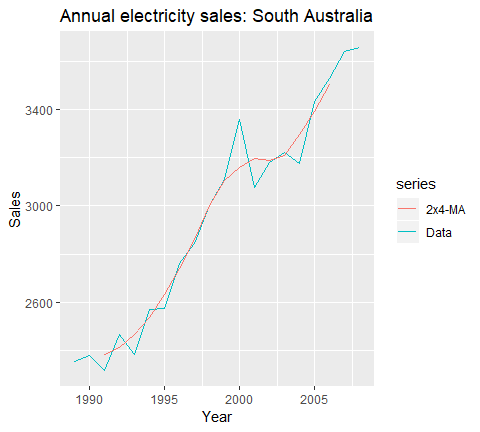 Annual electricity sales: South Australia
Sales
3400
3000
2600
1990 1995 2000 2005
Year
series
2x4-MA
Data